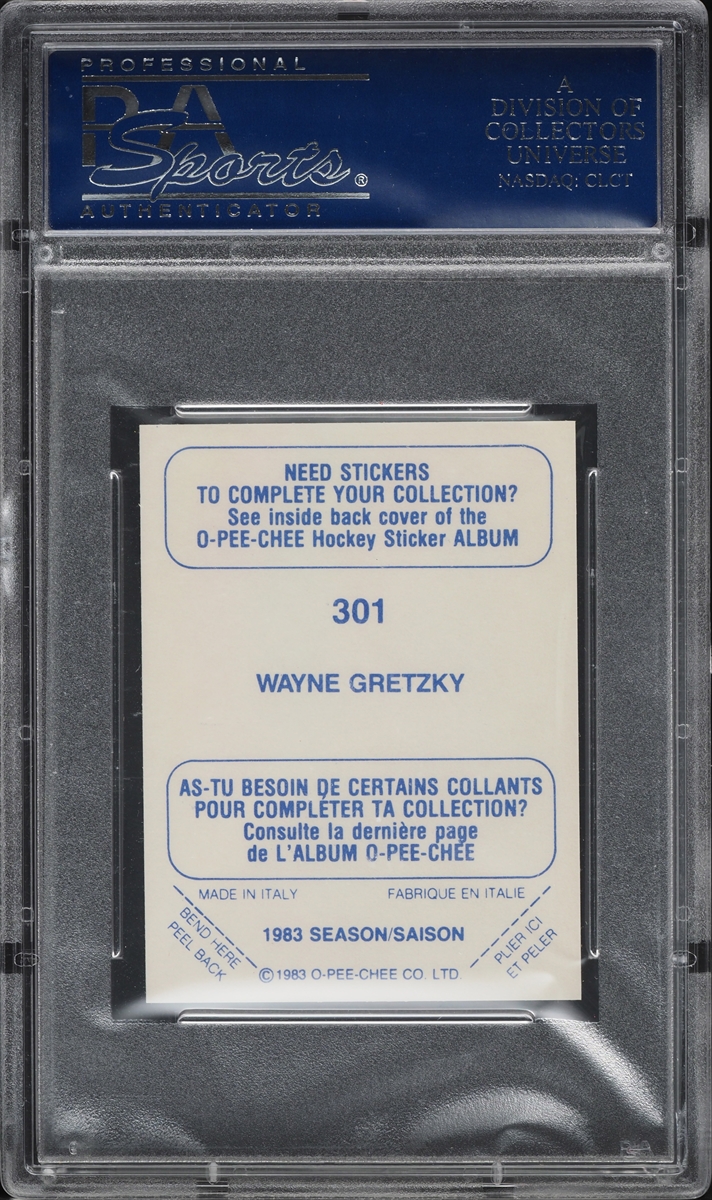 PROFESSIONAL
PSA
Sports®
AUTHENTICATOR
A
DIVISION OF
COLLECTORS
UNIVERSE
NASDAQ: CLCT
NEED STICKERS
TO COMPLETE YOUR COLLECTION?
See inside back cover of the
O-PEE-CHEE Hockey Sticker ALBUM
301
WAYNE GRETZKY
AS-TU BESOIN DE CERTAINS COLLANTS
POUR COMPLÉTER TA COLLECTION?
Consulte la dernière page
de L'ALBUM O-PEE-CHEE
MADE IN ITALY
FABRIQUE EN ITALIE
BEND HERE
PEEL BACK
1983 SEASON/SAISON
©1983 O-PEE-CHEE CO. LTD.
PLIER ICI
ET PELER
PSA